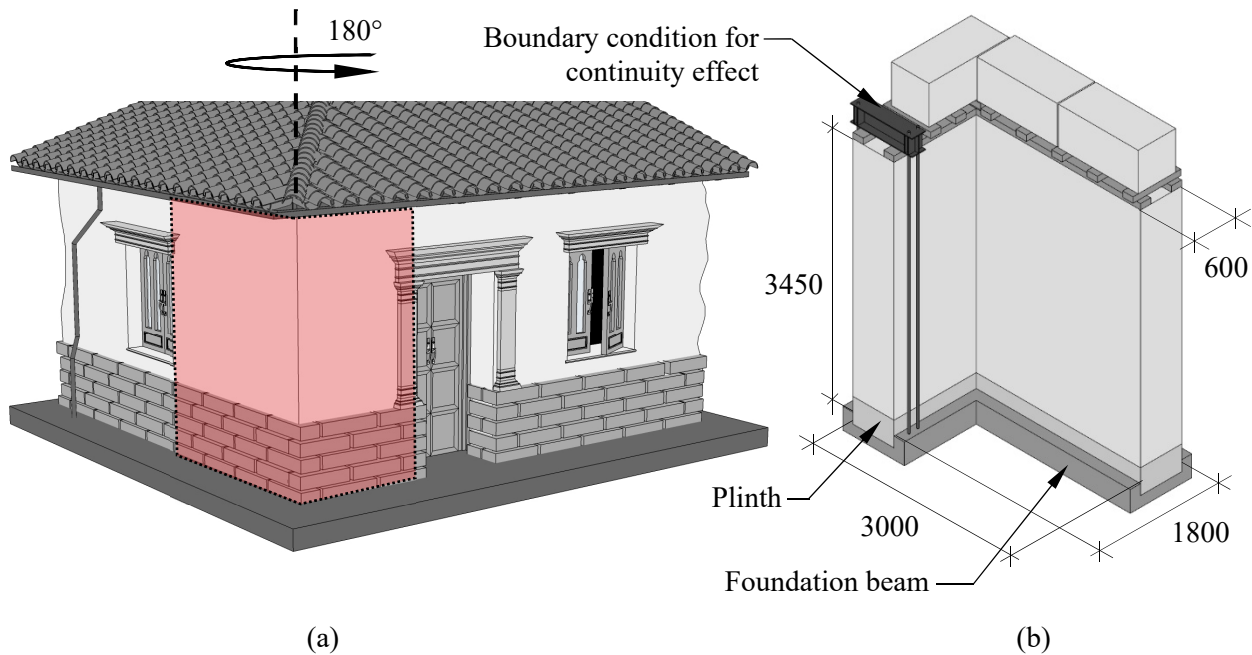 180°
Boundary condition for
continuity effect
3450
600
Plinth
3000
1800
Foundation beam
(a)
(b)